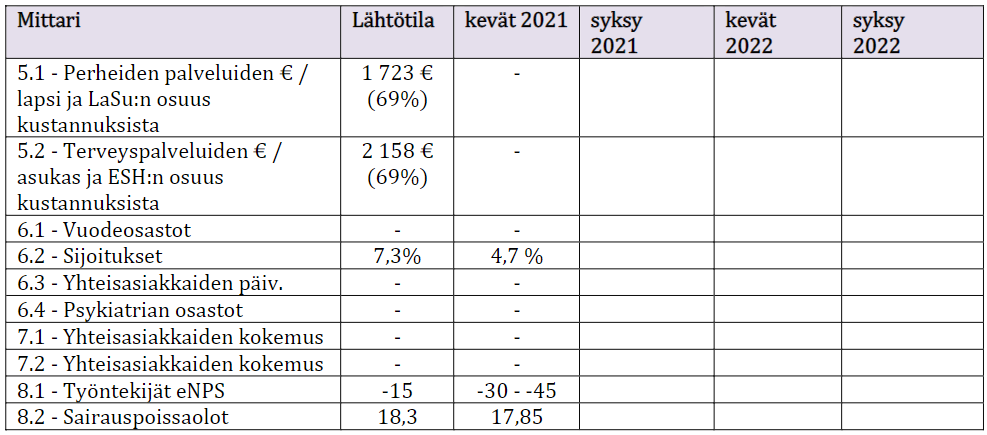 Mittari Lähtötila kevät 2021 syksy kevät syksy
2021 2022 2022
5.1 - Perheiden palveluiden € / 1 723 € -
lapsi ja LaSu:n osuus (69%)
kustannuksista
5.2 - Terveyspalveluiden € / 2 158 € -
asukas ja ESH:n osuus (69%)
kustannuksista
6.1 - Vuodeosastot - -
6.2 - Sijoitukset 7,3% 4,7 %
6.3 - Yhteisasiakkaiden päiv. - -
6.4 - Psykiatrian osastot - -
7.1 - Yhteisasiakkaiden kokemus - -
7.2 - Yhteisasiakkaiden kokemus - -
8.1 - Työntekijät eNPS -15 -30 - -45
8.2 - Sairauspoissaolot 18,3 17,85